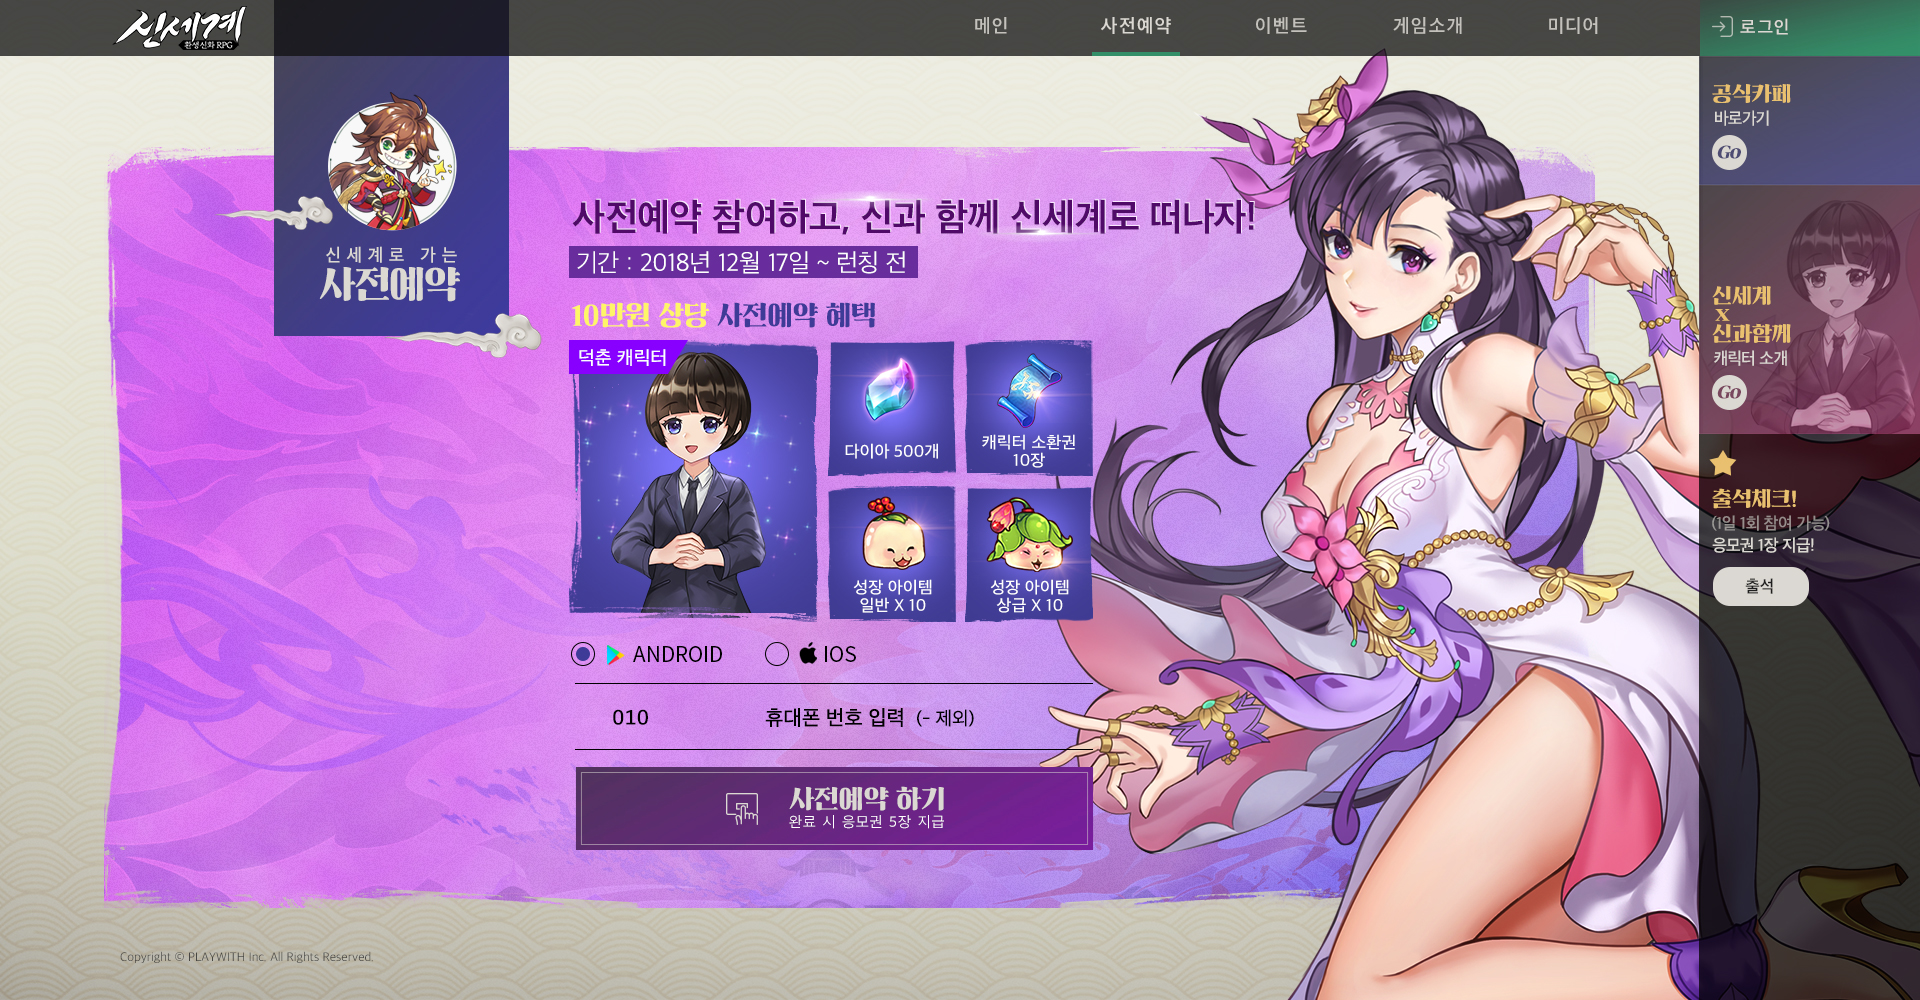 신세계
환생신화 RPG
메인
사전예약
이벤트
게임소개
미디어
로그인
신세계로 가는
사전예약
사전예약 참여하고, 신과 함께 신세계로 떠나자!
기간 : 2018년 12월 17일 ~ 런칭 전
10만원 상당 사전예약 혜택
덕춘 캐릭터
다이아 500개
캐릭터 소환권
10장
성장 아이템
일반 X 10
성장 아이템
상급 X 10
ANDROID
IOS
010
휴대폰 번호 입력 (- 제외)
사전예약 하기
완료 시 응모권 5장 지급
공식카페
바로가기
Go
신세계
X
신과함께
캐릭터 소개
Go
출석체크!
(1일 1회 참여 가능)
응모권 1장 지급!
출석
Copyright © PLAYWITH Inc. All Rights Reserved.